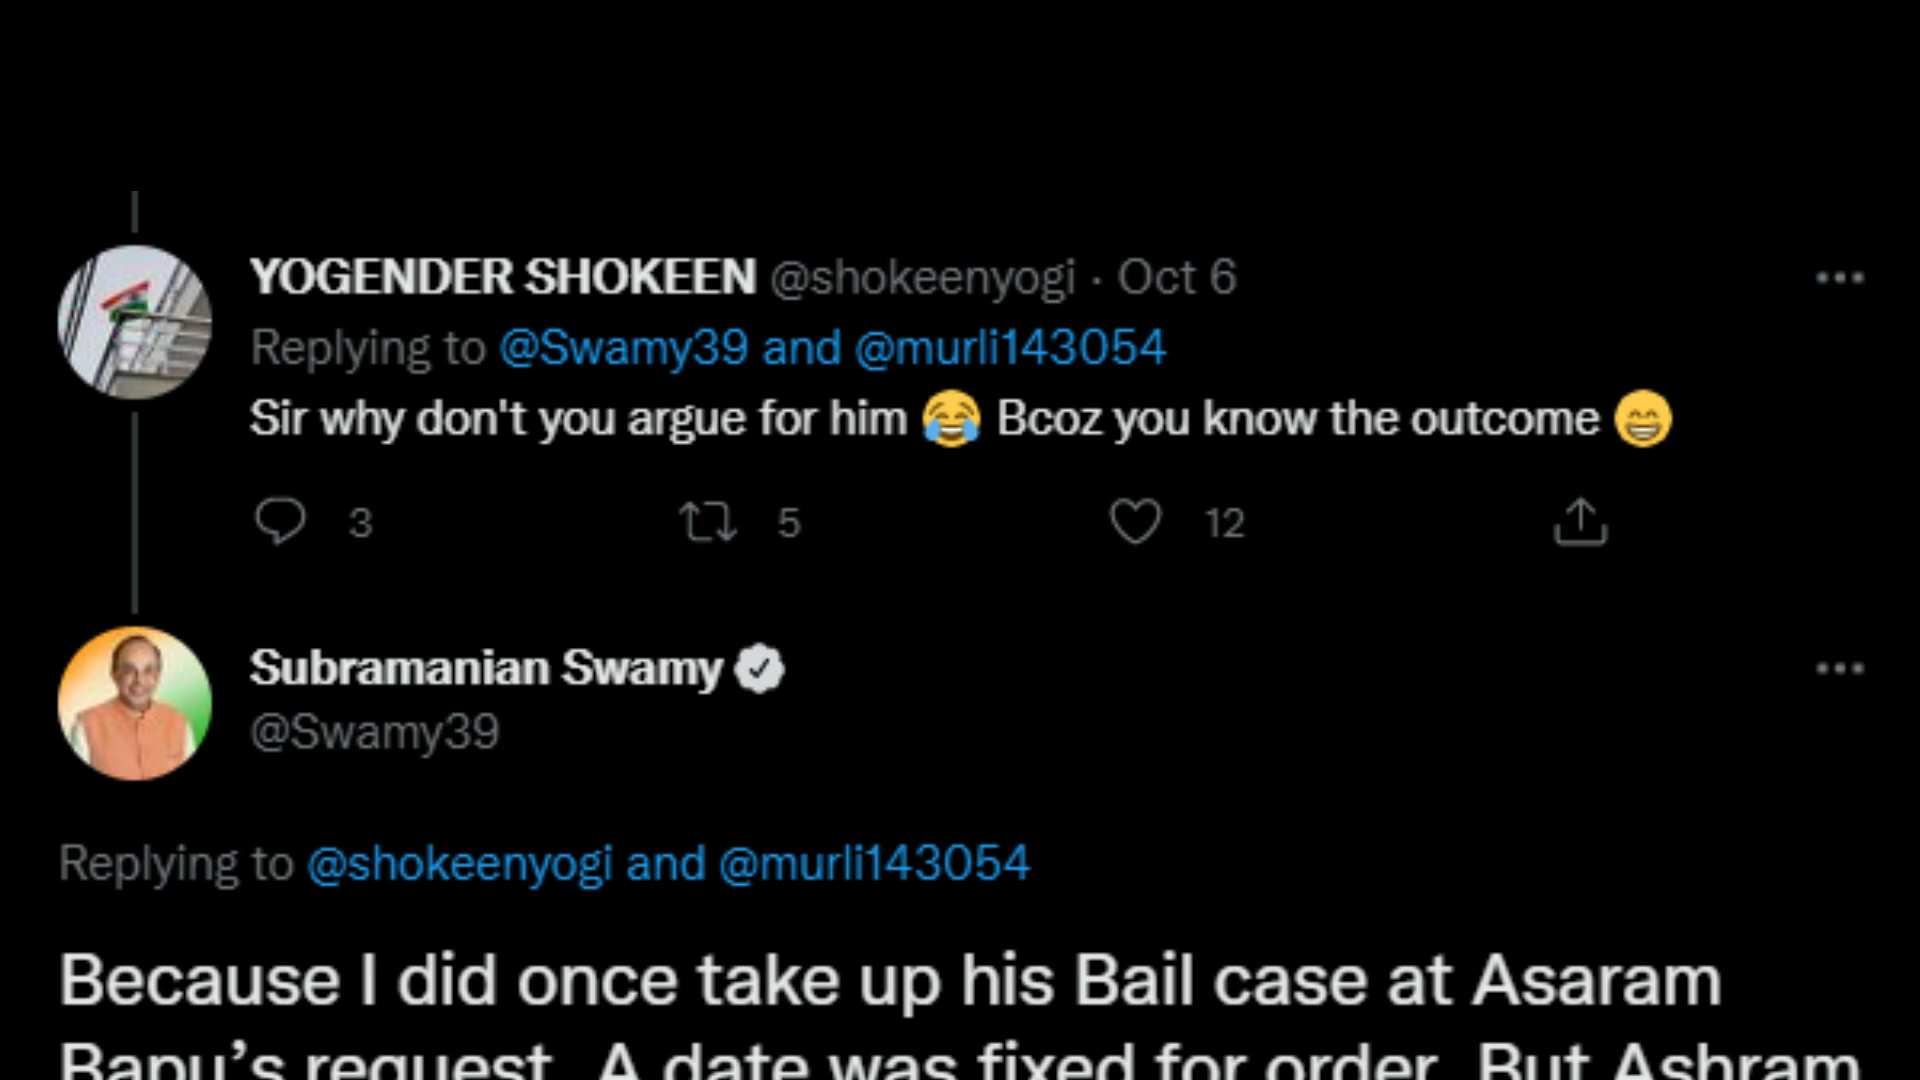 YOGENDER SHOKEEN @shokeenyogi · Oct 6
Replying to @Swamy39 and @murli143054
Sir why don't you argue for him 😂 Bcoz you know the outcome 😁
3 5 12
Subramanian Swamy
@Swamy39
Replying to @shokeenyogi and @murli143054
Because I did once take up his Bail case at Asaram
Bapu’s request. A date was fixed for order. But Ashram